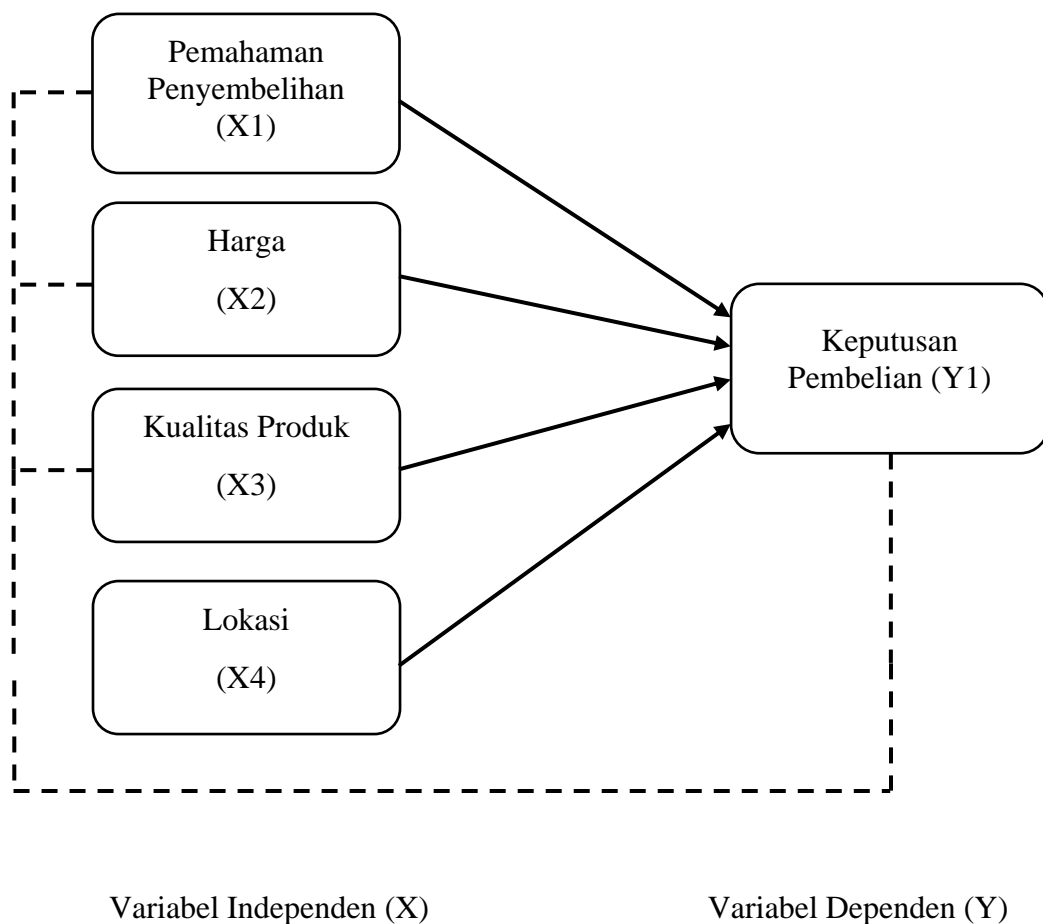 Pemahaman
Penyembelihan
(X1)
Harga
(X2)
Kualitas Produk
(X3)
Lokasi
(X4)
Keputusan
Pembelian (Y1)
Variabel Independen (X)
Variabel Dependen (Y)